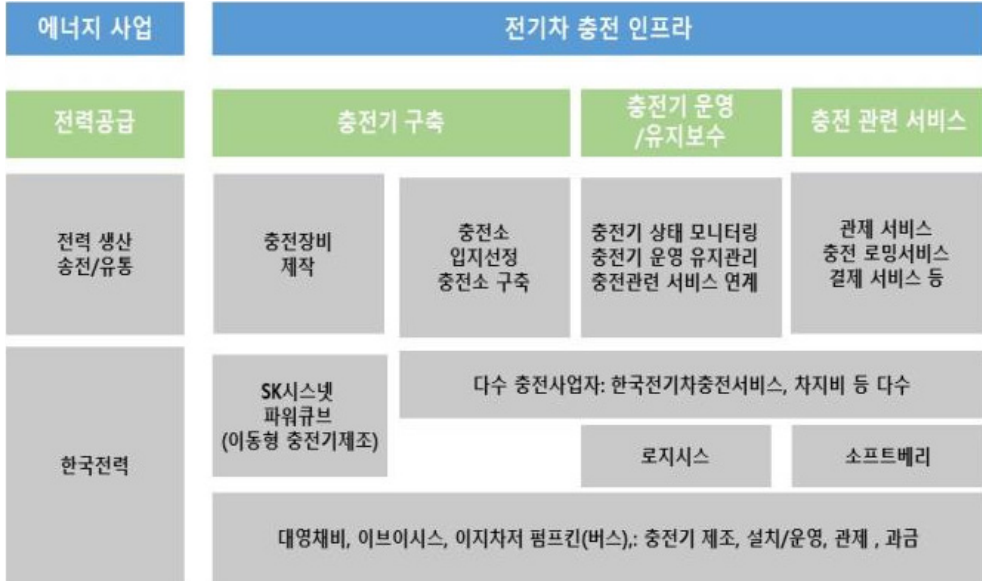 에너지 사업
전기차 충전 인프라
전력공급
충전기 구축
충전기 운영
/유지보수
충전 관련 서비스
전력 생산
송전/유통
충전장비
제작
충전소
입지선정
충전소 구축
충전기 상태 모니터링
충전기 운영 유지관리
충전관련 서비스 연계
관제 서비스
충전 로밍서비스
결제 서비스 등
한국전력
SK시스넷
파워큐브
(이동형 충전기제조)
다수 충전사업자: 한국전기차충전서비스, 차지비 등 다수
로지시스
소프트베리
대영채비, 이브이시스, 이지차저 펌프킨(버스),: 충전기 제조, 설치/운영, 관제 , 과금